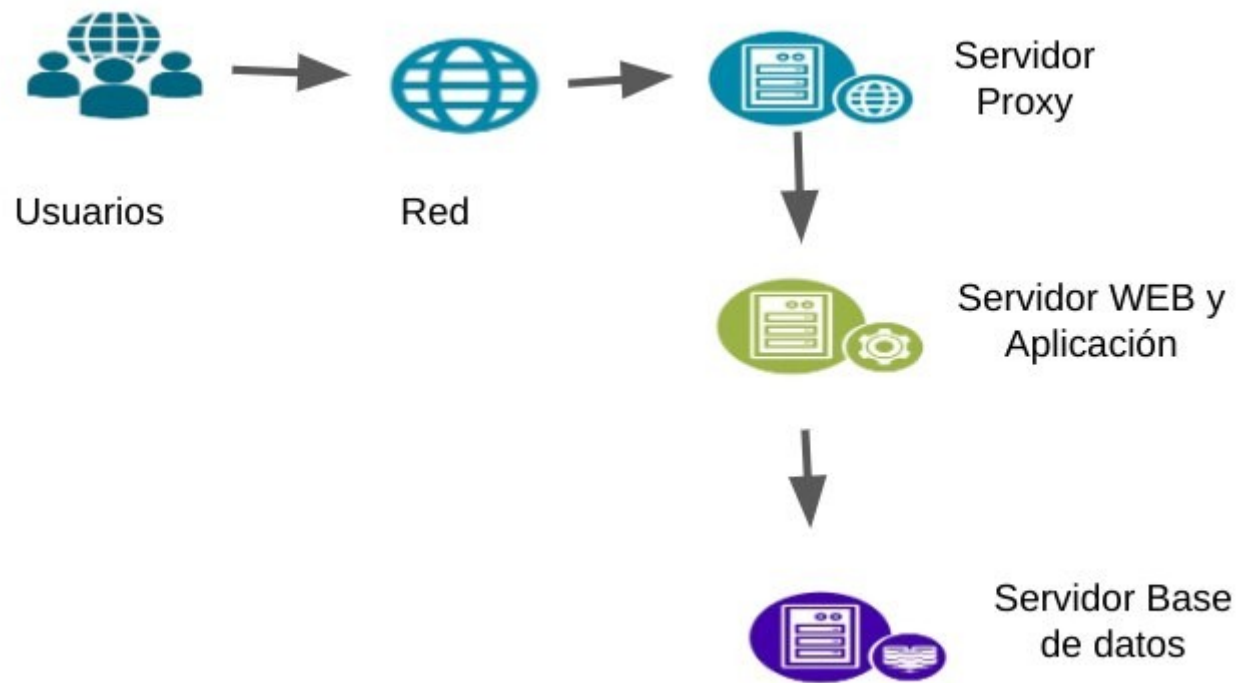 Servidor
Proxy
Usuarios
Red
Servidor WEB y
Aplicación
Servidor Base
de datos